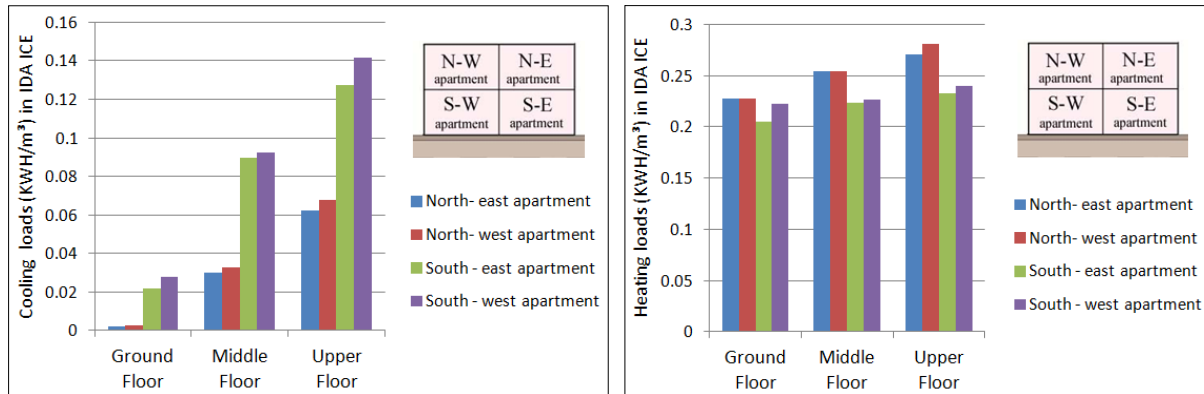 Cooling loads (KWH/m³) in IDA ICE
0.16
0.14
0.12
0.1
0.08
0.06
0.04
0.02
0
Ground Floor
Middle Floor
Upper Floor
N-W apartment
N-E apartment
S-W apartment
S-E apartment
North- east apartment
North- west apartment
South - east apartment
South - west apartment
Heating loads (KWH/m³) in IDA ICE
0.3
0.25
0.2
0.15
0.1
0.05
0
Ground Floor
Middle Floor
Upper Floor
N-W apartment
N-E apartment
S-W apartment
S-E apartment
North- east apartment
North- west apartment
South - east apartment
South - west apartment